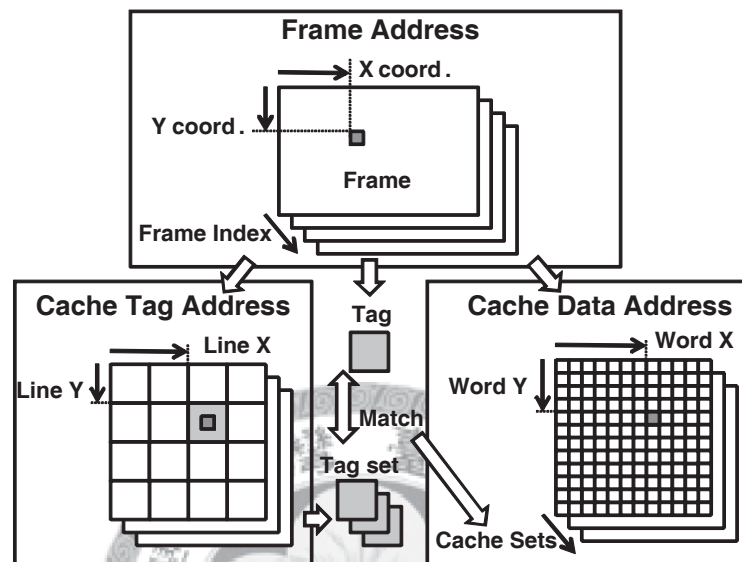 Frame Address
X coord .
Y coord .
Frame
Frame Index
Cache Tag Address
Line X
Line Y
Tag
Match
Tag set
Cache Data Address
Word X
Word Y
Cache Sets